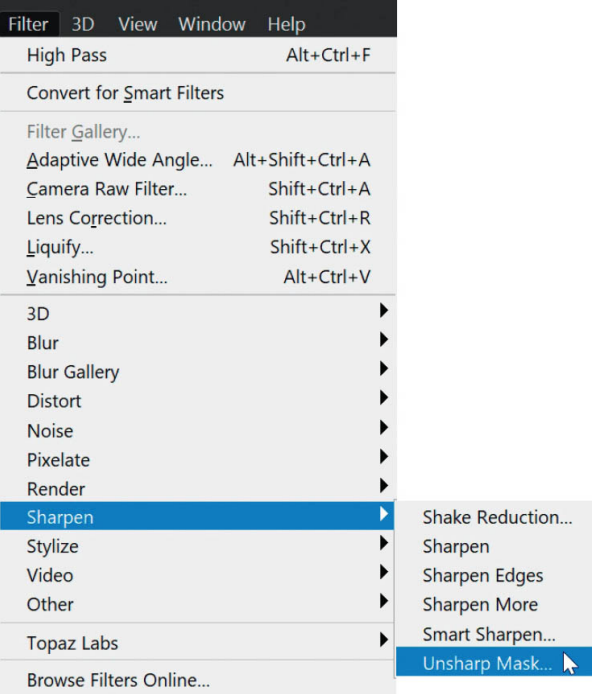 Filter 3D View Window Help
High Pass Alt+Ctrl+F
Convert for Smart Filters
Filter Gallery...
Adaptive Wide Angle... Alt+Shift+Ctrl+A
Camera Raw Filter... Shift+Ctrl+A
Lens Correction... Shift+Ctrl+R
Liquify... Shift+Ctrl+X
Vanishing Point... Alt+Ctrl+V
3D
Blur
Blur Gallery
Distort
Noise
Pixelate
Render
Sharpen
Stylize
Video
Other
Topaz Labs
Browse Filters Online...
Shake Reduction...
Sharpen
Sharpen Edges
Sharpen More
Smart Sharpen...
Unsharp Mask...